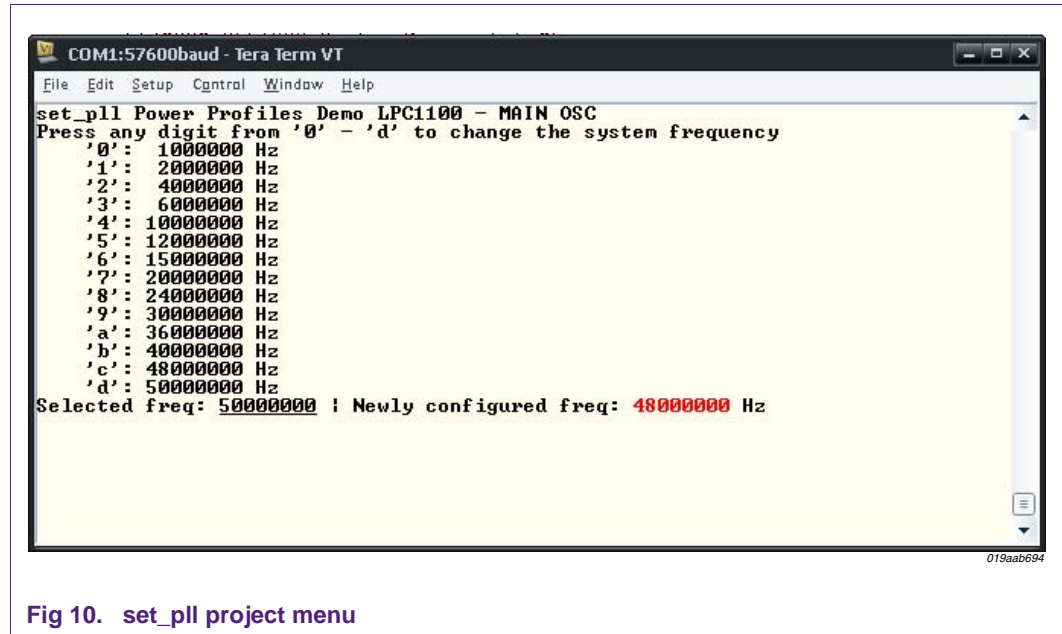 COM1:57600baud - Tera Term VT
File Edit Setup Control Window Help
set_pll Power Profiles Demo LPC1100 - MAIN OSC
Press any digit from '0' - 'd' to change the system frequency
'0': 1000000 Hz
'1': 2000000 Hz
'2': 4000000 Hz
'3': 6000000 Hz
'4': 10000000 Hz
'5': 12000000 Hz
'6': 15000000 Hz
'7': 20000000 Hz
'8': 24000000 Hz
'9': 30000000 Hz
'a': 36000000 Hz
'b': 40000000 Hz
'c': 48000000 Hz
'd': 50000000 Hz
Selected freq: 50000000 ¦ Newly configured freq: 48000000 Hz
019aab694
Fig 10. set_pll project menu